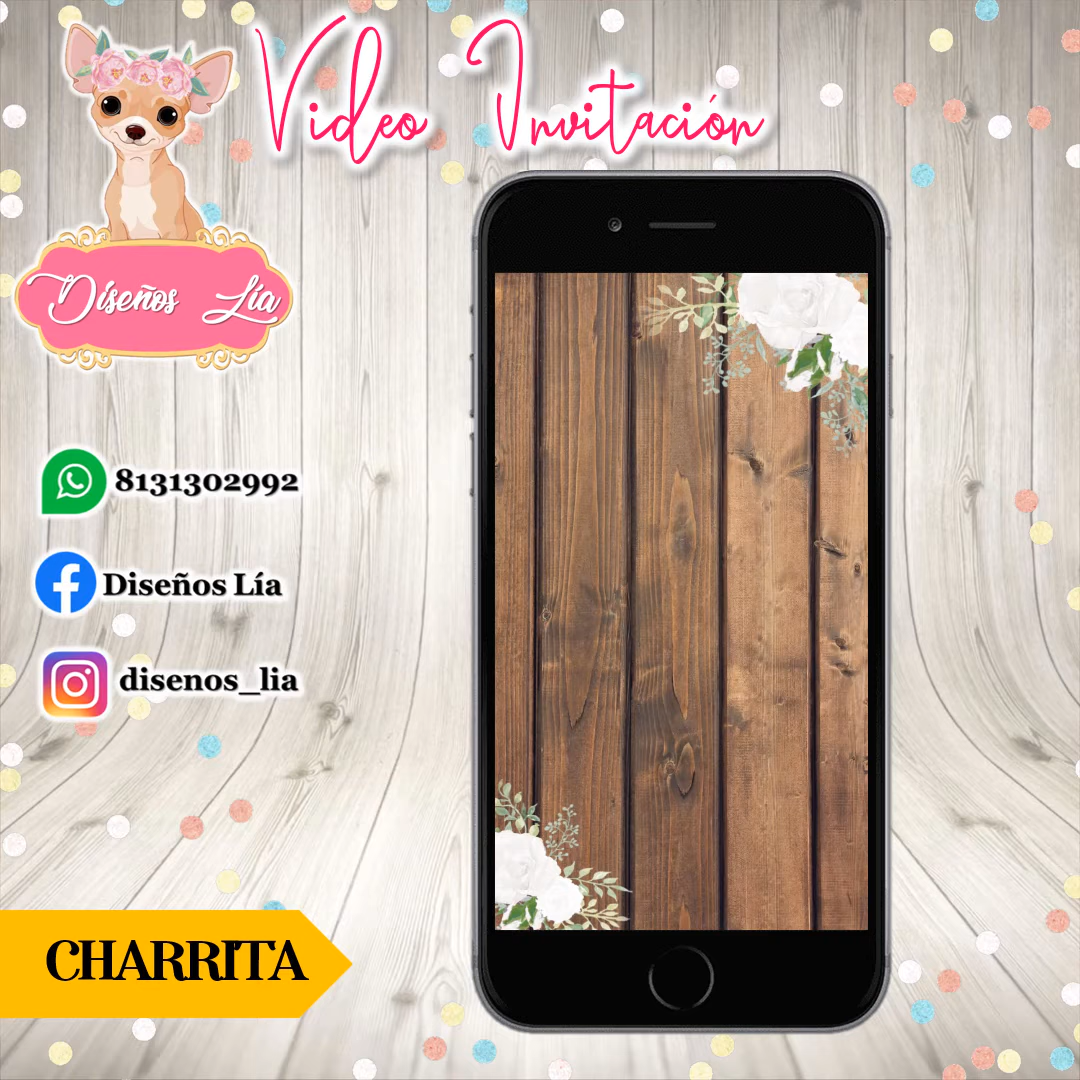 Video Invitación
Diseños Lía
8131302992
Diseños Lía
disenos_lia
CHARRITA